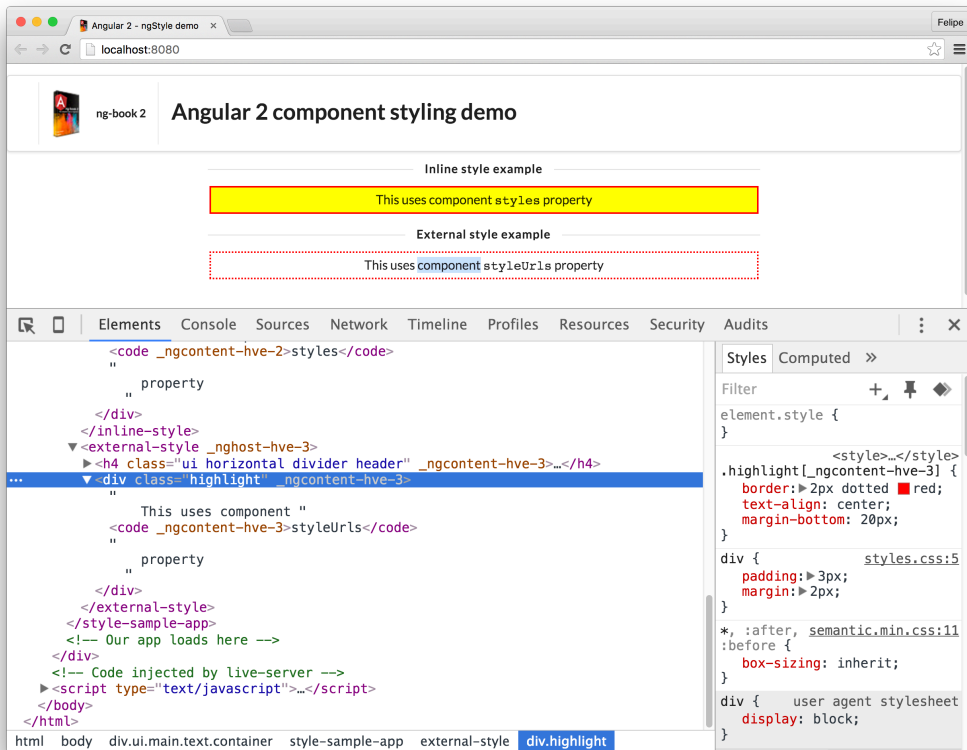 Angular 2 - ngStyle demo ×
Felipe
localhost:8080
ng-book 2
Angular 2 component styling demo
Inline style example
This uses component styles property
External style example
This uses component styleUrls property
Elements Console Sources Network Timeline Profiles Resources Security Audits
<code _ngcontent-hve-2>styles</code>
"
property
"
</div>
</inline-style>
▼<external-style _nghost-hve-3>
▶<h4 class="ui horizontal divider header" _ngcontent-hve-3>…</h4>
▼<div class="highlight" _ngcontent-hve-3>
"
This uses component "
<code _ngcontent-hve-3>styleUrls</code>
"
property
"
</div>
</external-style>
</style-sample-app>
<!-- Our app loads here -->
</div>
<!-- Code injected by live-server -->
▶<script type="text/javascript">…</script>
</body>
</html>
html body div.ui.main.text.container style-sample-app external-style div.highlight
Styles Computed »
Filter
element.style {
}
<style>…</style>
.highlight[_ngcontent-hve-3] {
border:▶2px dotted red;
text-align: center;
margin-bottom: 20px;
}
div { styles.css:5
padding:▶3px;
margin:▶2px;
}
*, :after, semantic.min.css:11
:before {
box-sizing: inherit;
}
div { user agent stylesheet
display: block;
}